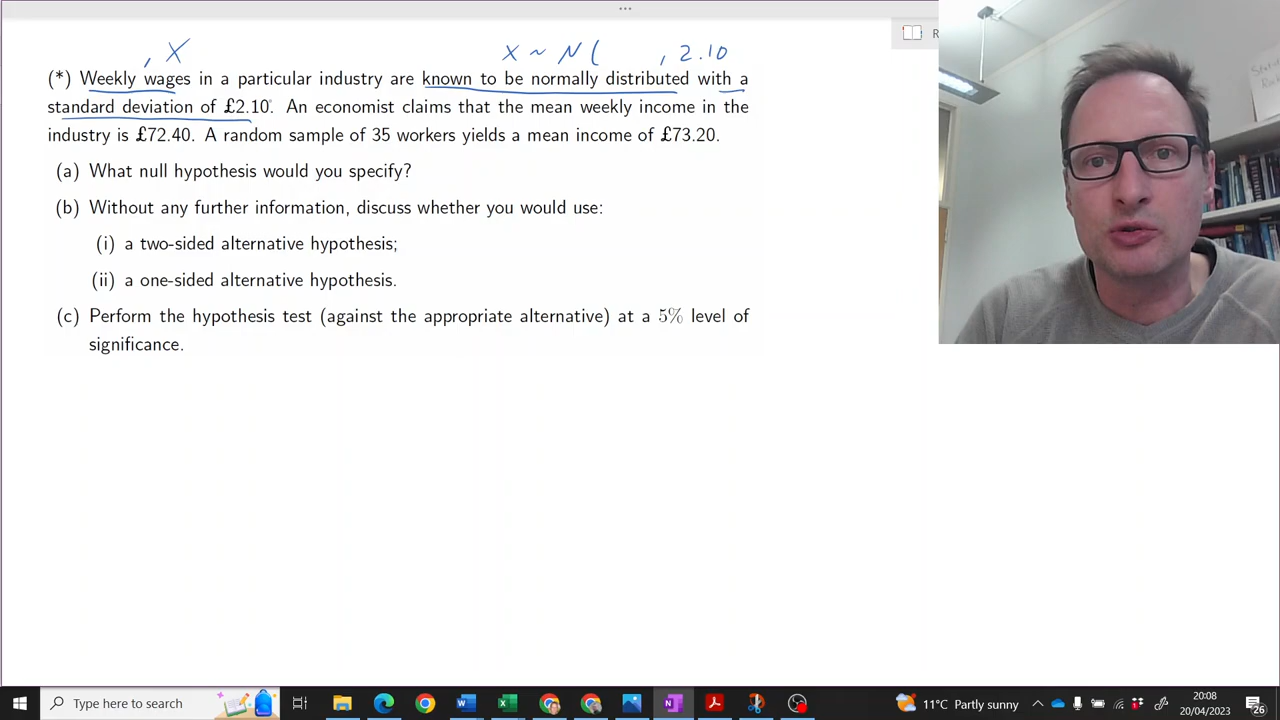 , X
X ~ N( , 2.10
(*) Weekly wages in a particular industry are known to be normally distributed with a
standard deviation of £2.10. An economist claims that the mean weekly income in the
industry is £72.40. A random sample of 35 workers yields a mean income of £73.20.
(a) What null hypothesis would you specify?
(b) Without any further information, discuss whether you would use:
(i) a two-sided alternative hypothesis;
(ii) a one-sided alternative hypothesis.
(c) Perform the hypothesis test (against the appropriate alternative) at a 5% level of
significance.
R
Type here to search
11°C Partly sunny
20:08
20/04/2023
26